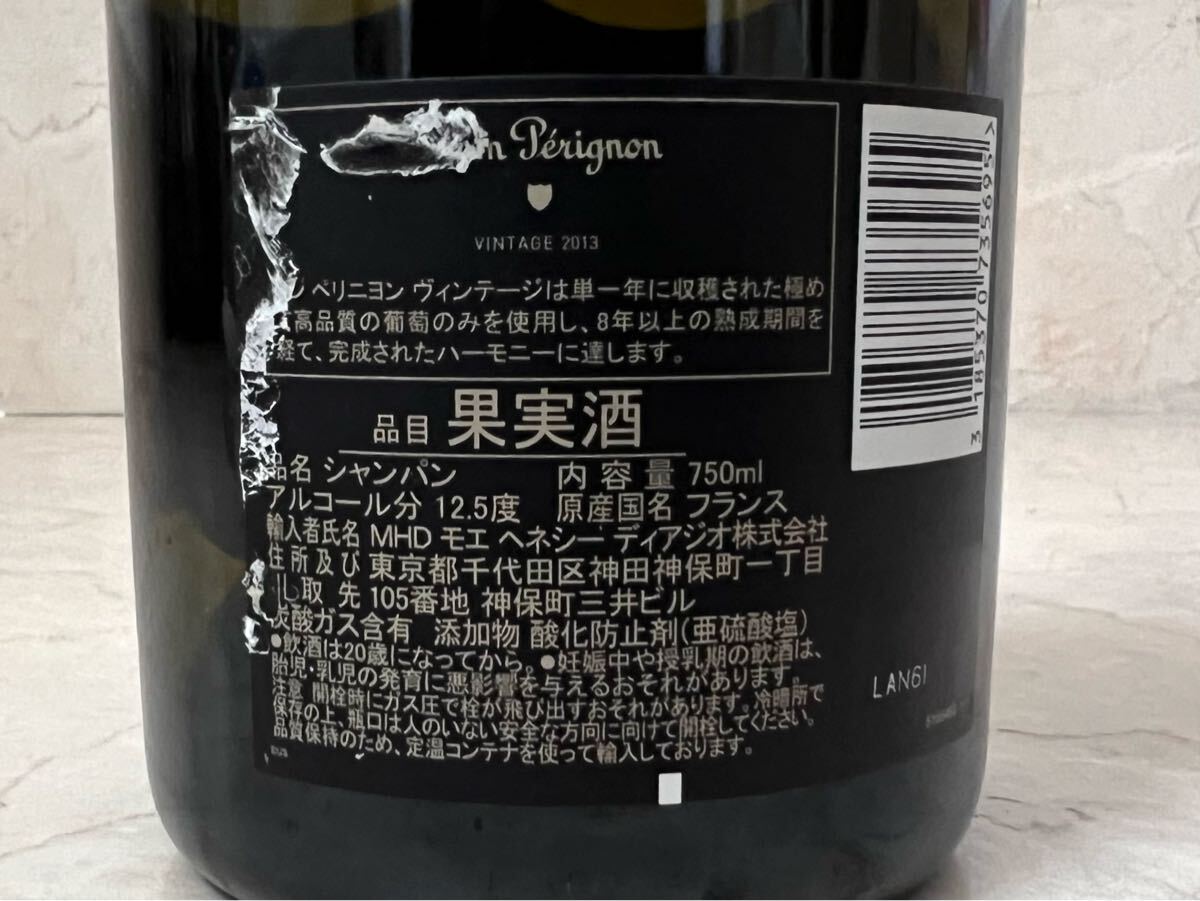 Pérignon
VINTAGE 2013
ペリニヨン ヴィンテージは単一年に収穫された極め
高品質の葡萄のみを使用し、8年以上の熟成期間を
経て、完成されたハーモニーに達します。
品目 果実酒
品名 シャンパン 内容量 750ml
アルコール分 12.5度 原産国名 フランス
輸入者氏名 MHD モエ ヘネシー ディアジオ株式会社
住所及び 東京都千代田区神田神保町一丁目
取先 105番地 神保町三井ビル
炭酸ガス含有 添加物 酸化防止剤(亜硫酸塩)
●飲酒は20歳になってから。●妊娠中や授乳期の飲酒は、
胎児・乳児の発育に悪影響を与えるおそれがあります。
注意 開栓時にガス圧で栓が飛び出すおそれがあります。冷暗所で
保存の上、瓶口は人のいない安全な方向に向けて開栓してください。
品質保持のため、定温コンテナを使って輸入しております。
3 185370 735695 >
LAN61